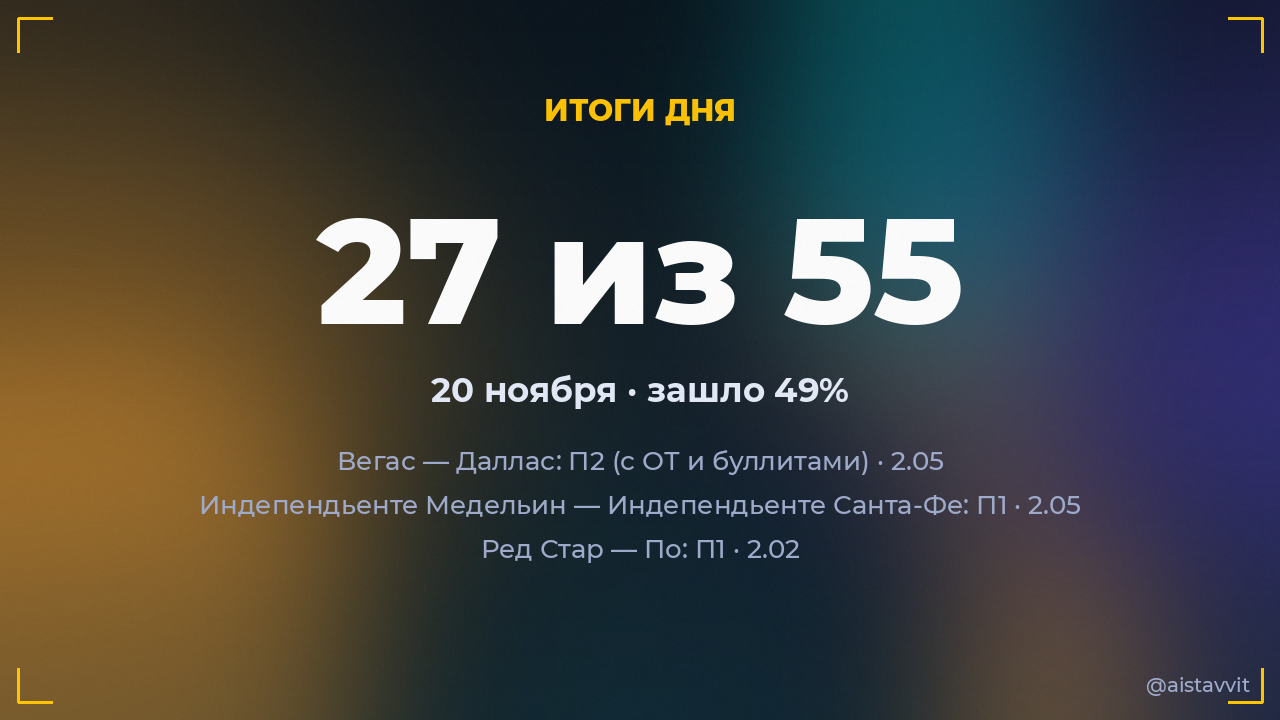 ИТОГИ ДНЯ
27 из 55
20 ноября · зашло 49%
Вегас — Даллас: П2 (с ОТ и буллитами) · 2.05
Индепендьенте Медельин — Индепендьенте Санта-Фе: П1 · 2.05
Ред Стар — По: П1 · 2.02
@aistavvit